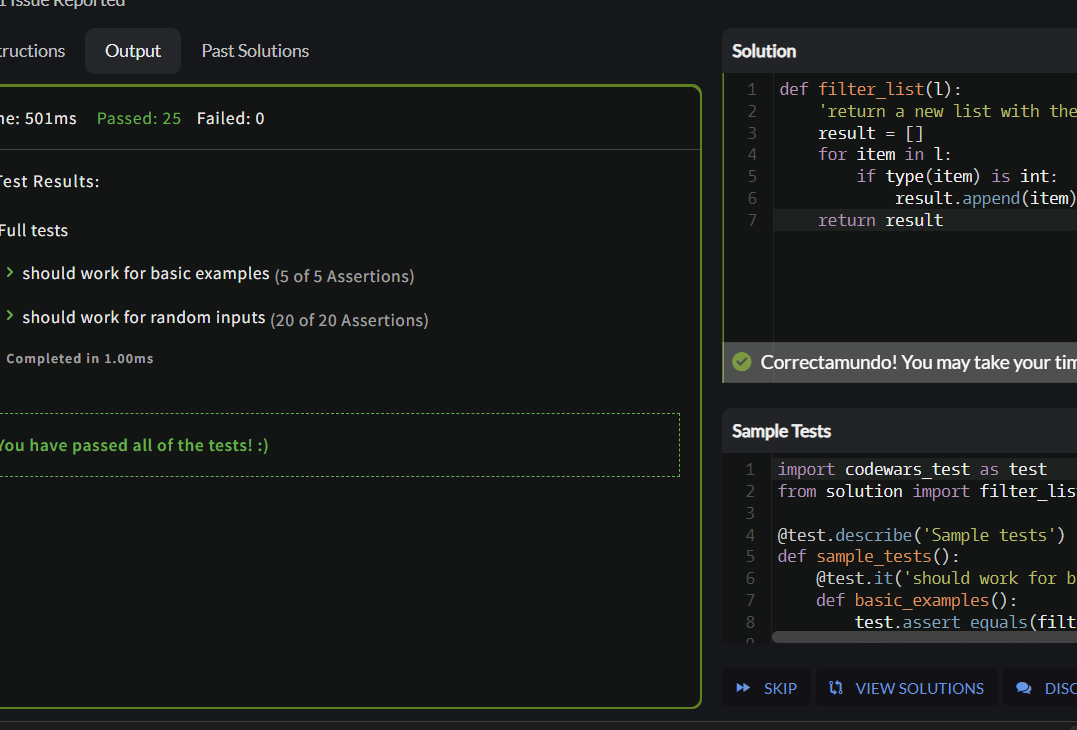 Issue Reported
tructions Output Past Solutions
ne: 501ms Passed: 25 Failed: 0
Test Results:
Full tests
should work for basic examples (5 of 5 Assertions)
should work for random inputs (20 of 20 Assertions)
Completed in 1.00ms
You have passed all of the tests! :)
Solution
1 def filter_list(l):
2 'return a new list with the
3 result = []
4 for item in l:
5 if type(item) is int:
6 result.append(item)
7 return result
Correctamundo! You may take your tim
Sample Tests
1 import codewars_test as test
2 from solution import filter_lis
3
4 @test.describe('Sample tests')
5 def sample_tests():
6 @test.it('should work for b
7 def basic_examples():
8 test.assert_equals(filt
SKIP VIEW SOLUTIONS DISC